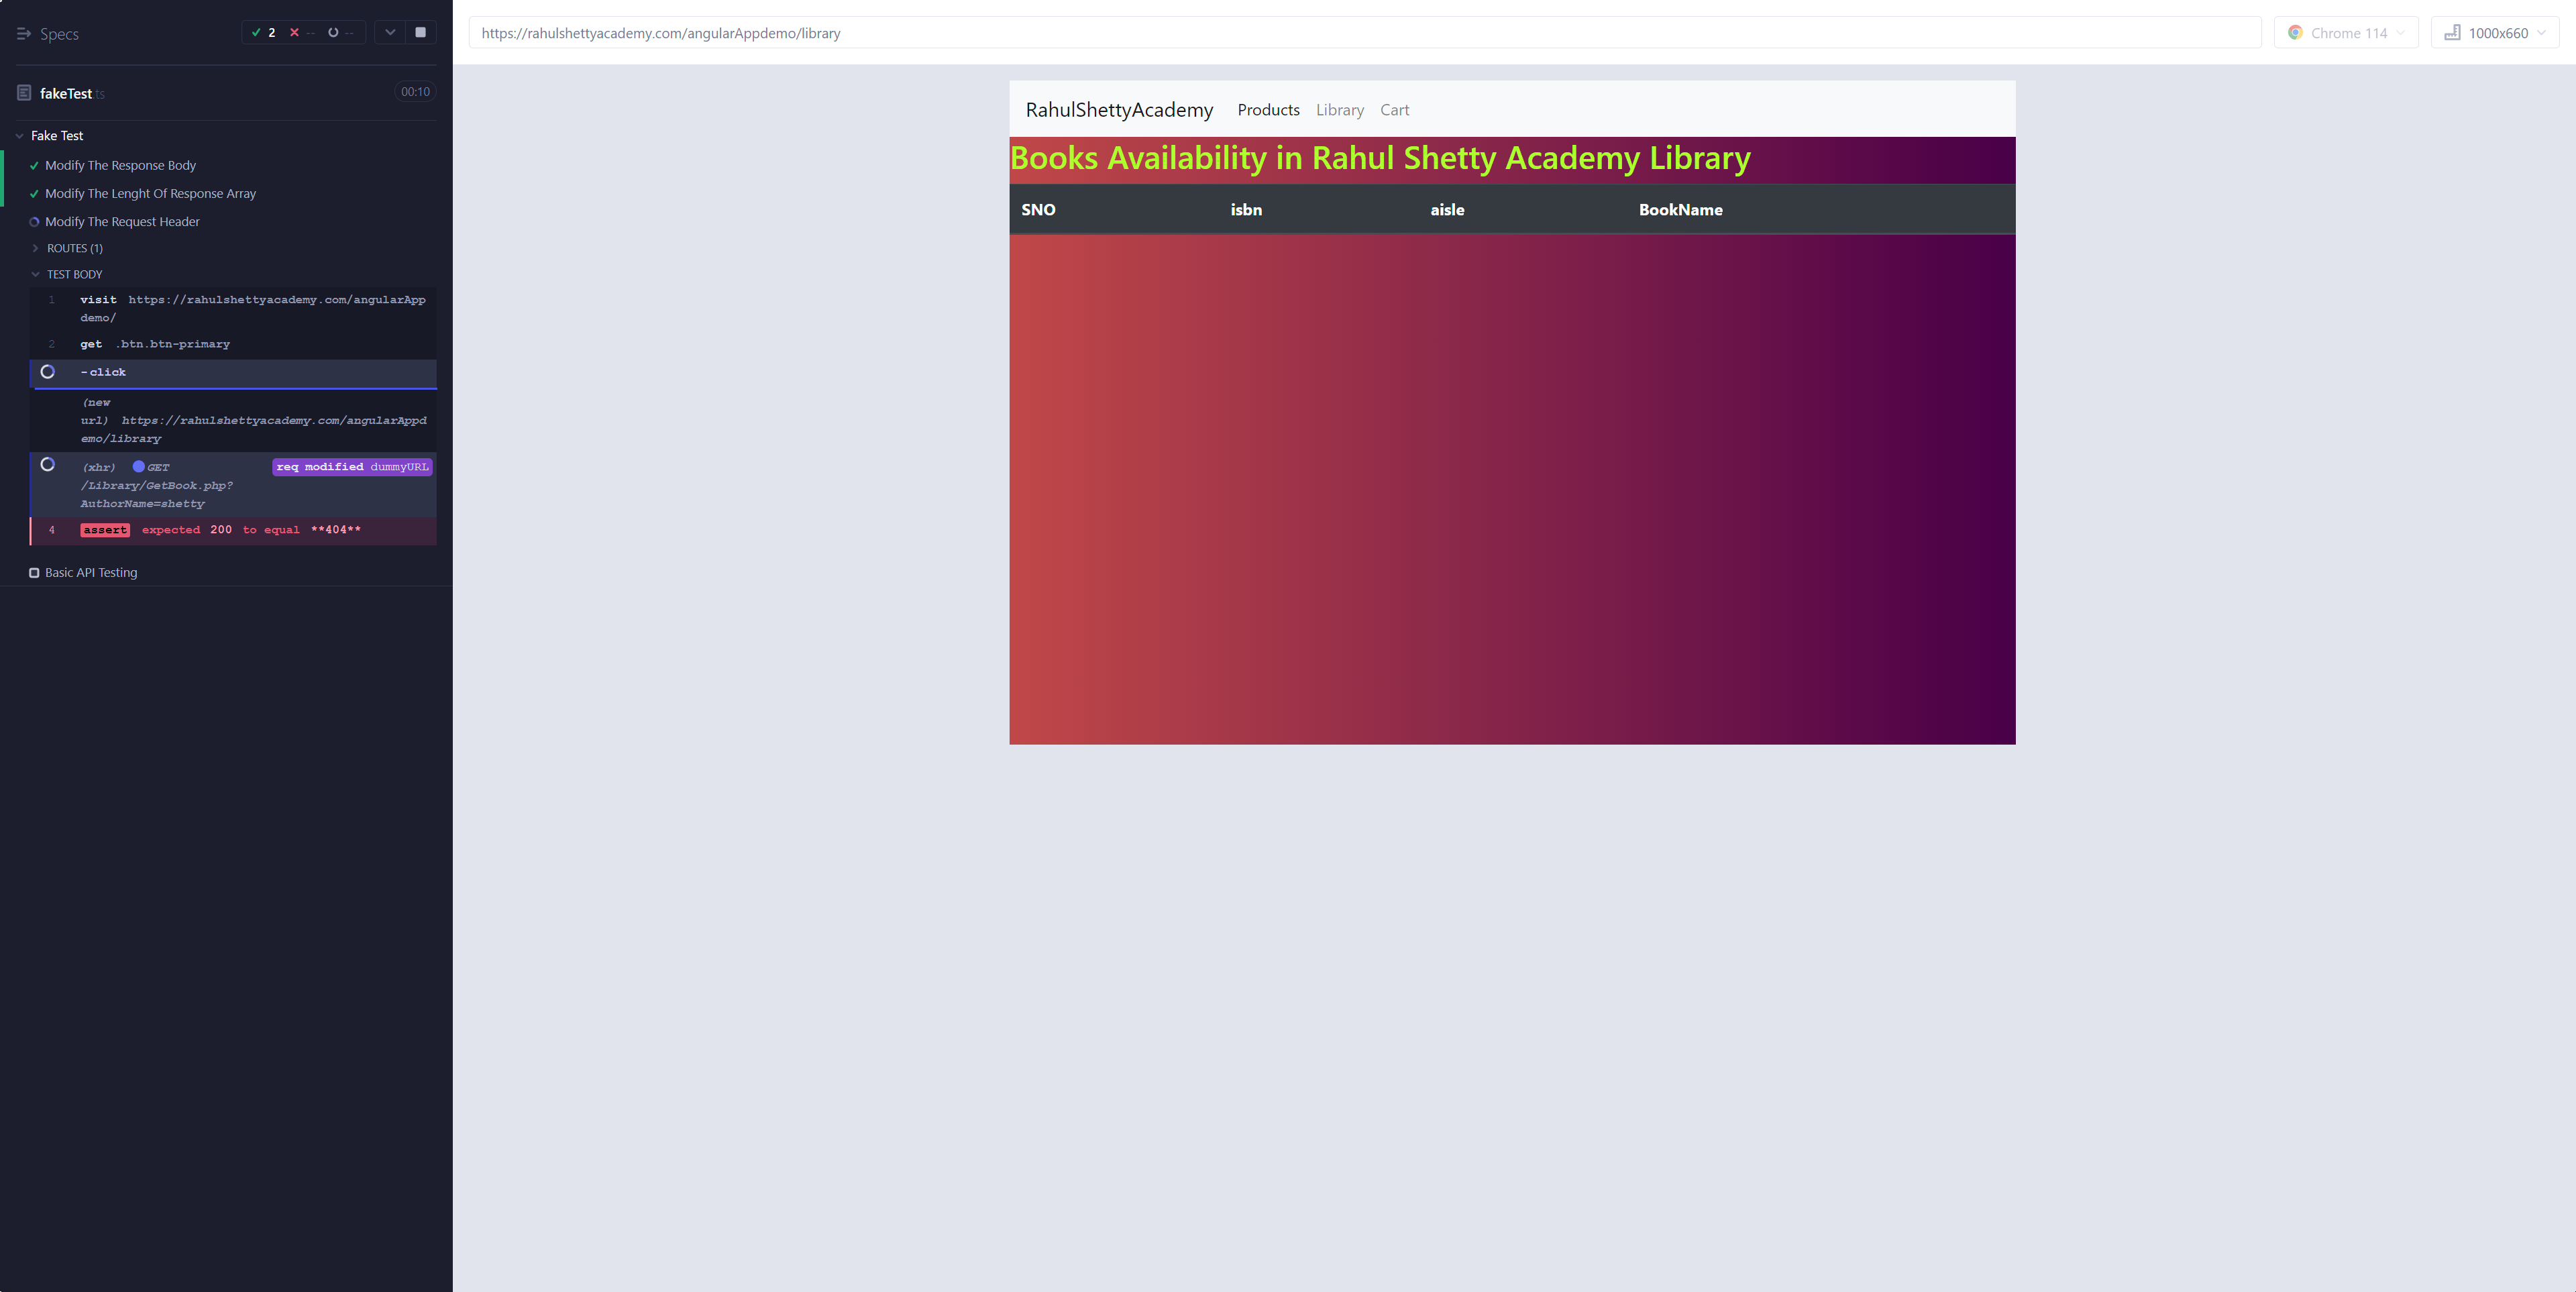 Specs
2 -- --
fakeTest.ts 00:10
Fake Test
Modify The Response Body
Modify The Lenght Of Response Array
Modify The Request Header
ROUTES (1)
TEST BODY
1 visit https://rahulshettyacademy.com/angularApp
demo/
2 get .btn.btn-primary
-click
(new
url) https://rahulshettyacademy.com/angularAppd
emo/library
(xhr) GET req modified dummyURL
/Library/GetBook.php?
AuthorName=shetty
4 assert expected 200 to equal **404**
Basic API Testing
https://rahulshettyacademy.com/angularAppdemo/library
Chrome 114
1000x660
RahulShettyAcademy Products Library Cart
Books Availability in Rahul Shetty Academy Library
SNO isbn aisle BookName